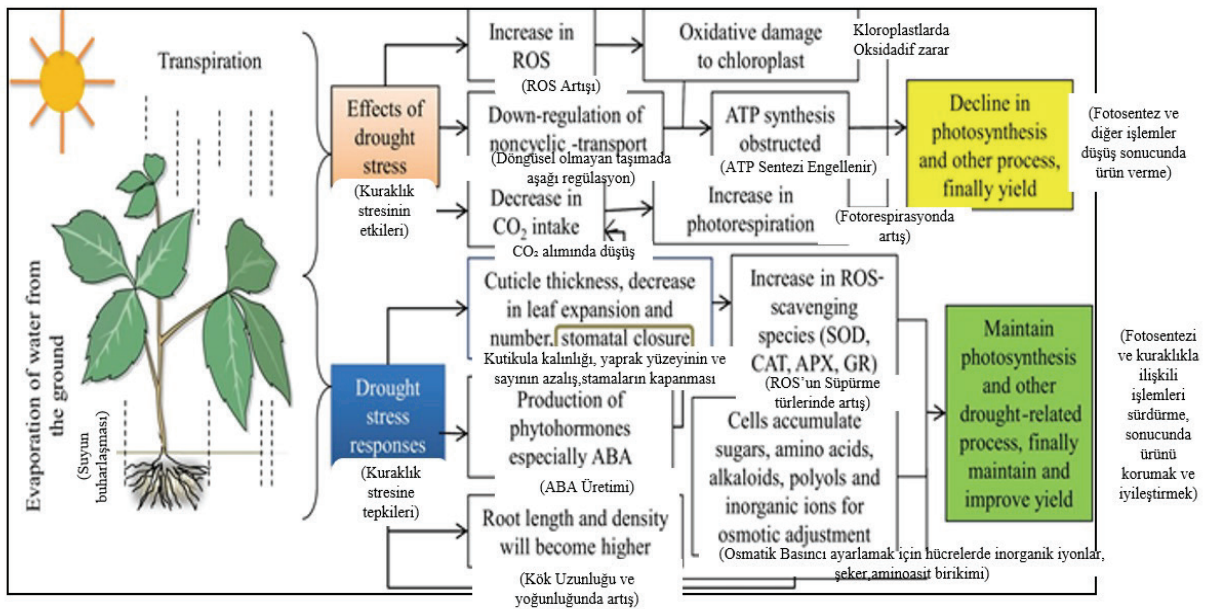 Transpiration
Evaporation of water from
the ground
(Suyun
buharlaşması)
Effects of
drought
stress
(Kuraklık
stresinin
etkileri)
Increase in
ROS
(ROS Artışı)
Oxidative damage
to chloroplast
Kloroplastlarda
Oksidadif zarar
Down-regulation of
noncyclic -transport
(Döngüsel olmayan taşımada
aşağı regülasyon)
ATP synthesis
obstructed
(ATP Sentezi Engellenir)
Decrease in
CO₂ intake
CO₂ alımında düşüş
Increase in
photorespiration
(Fotorespirasyonda
artış)
Decline in
photosynthesis
and other process,
finally yield
(Fotosentez ve
diğer işlemler
düşüş sonucunda
ürün verme)
Drought
stress
responses
(Kuraklık
stresine
tepkileri)
Cuticle thickness, decrease
in leaf expansion and
number, stomatal closure
Kutikula kalınlığı, yaprak yüzeyinin ve
sayının azalış,stamaların kapanması
Production of
phytohormones
especially ABA
(ABA Üretimi)
Root length and density
will become higher
(Kök Uzunluğu ve
yoğunluğunda artış)
Increase in ROS-
scavenging
species (SOD,
CAT, APX, GR)
(ROS’un Süpürme
türlerinde artış)
Cells accumulate
sugars, amino acids,
alkaloids, polyols and
inorganic ions for
osmotic adjustment
(Osmatik Basıncı ayarlamak için hücrelerde inorganik iyonlar,
şeker,aminoasit birikimi)
Maintain
photosynthesis
and other
drought-related
process, finally
maintain and
improve yield
(Fotosentezi
ve kuraklıkla
ilişkili
işlemleri
sürdürme,
sonucunda
ürünü
korumak ve
iyileştirmek)